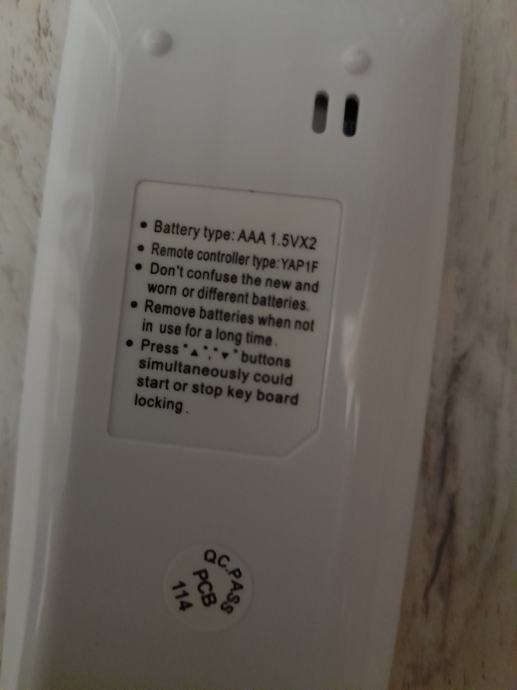 • Battery type: AAA 1.5VX2
• Remote controller type: YAP1F
• Don't confuse the new and
worn or different batteries.
• Remove batteries when not
in use for a long time.
• Press "▲","▼" buttons
simultaneously could
start or stop key board
locking.
QC.PASS
PCB
114